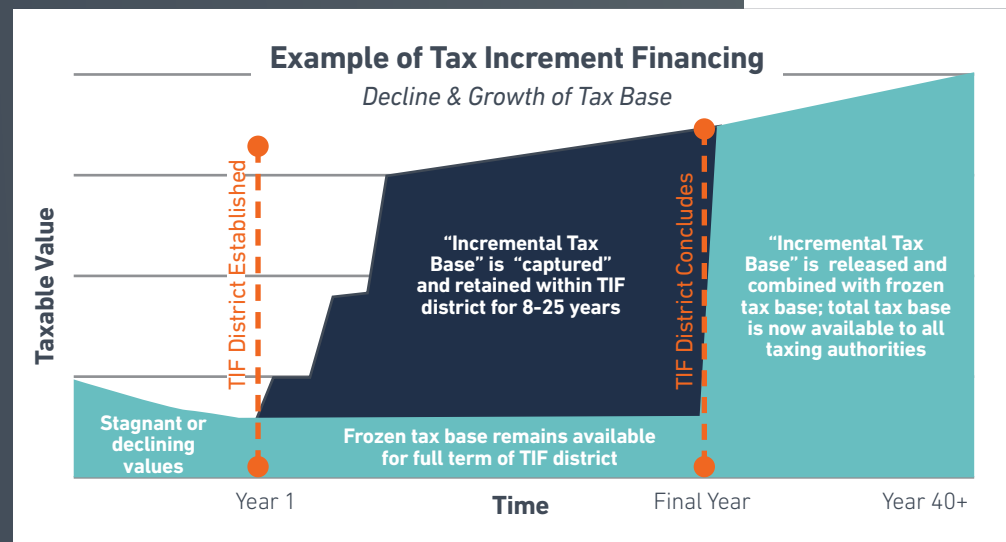 Example of Tax Increment Financing
Decline & Growth of Tax Base
Taxable Value
TIF District Established
TIF District Concludes
“Incremental Tax
Base” is “captured”
and retained within TIF
district for 8-25 years
“Incremental Tax
Base” is released and
combined with frozen
tax base; total tax base
is now available to all
taxing authorities
Stagnant or
declining
values
Frozen tax base remains available
for full term of TIF district
Year 1
Time
Final Year
Year 40+